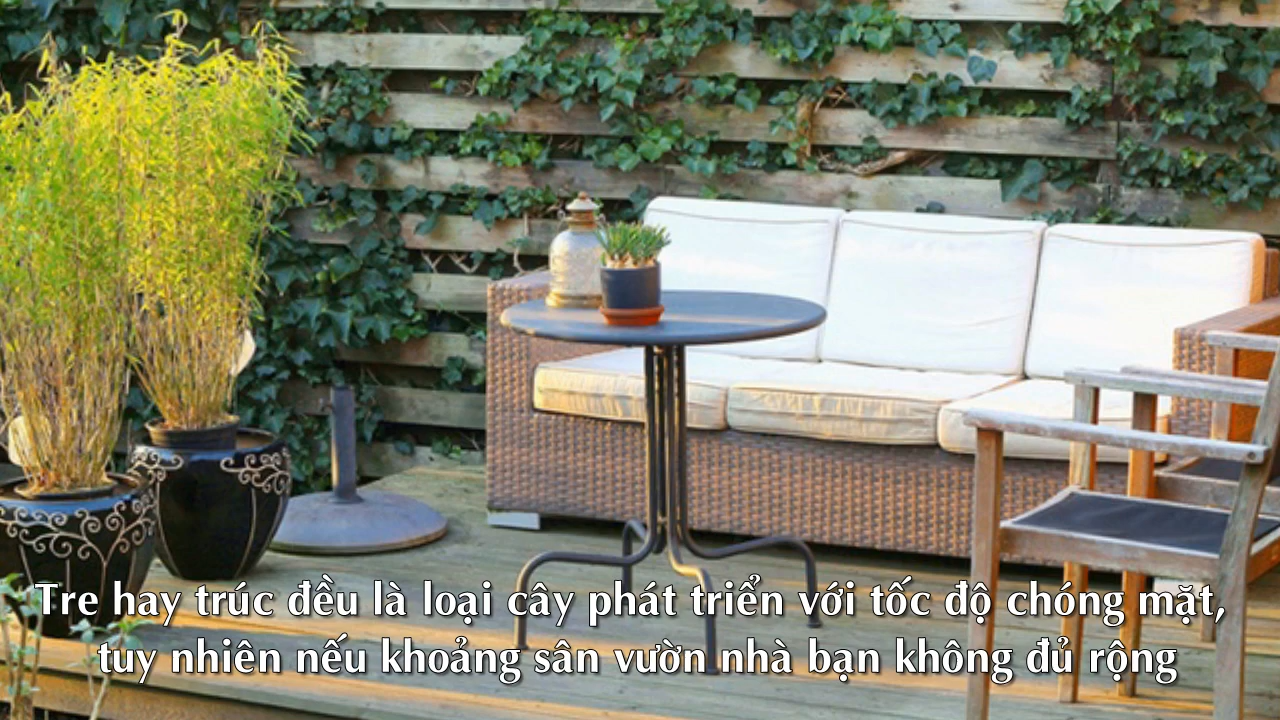 Tre hay trúc đều là loại cây phát triển với tốc độ chóng mặt,
tuy nhiên nếu khoảng sân vườn nhà bạn không đủ rộng